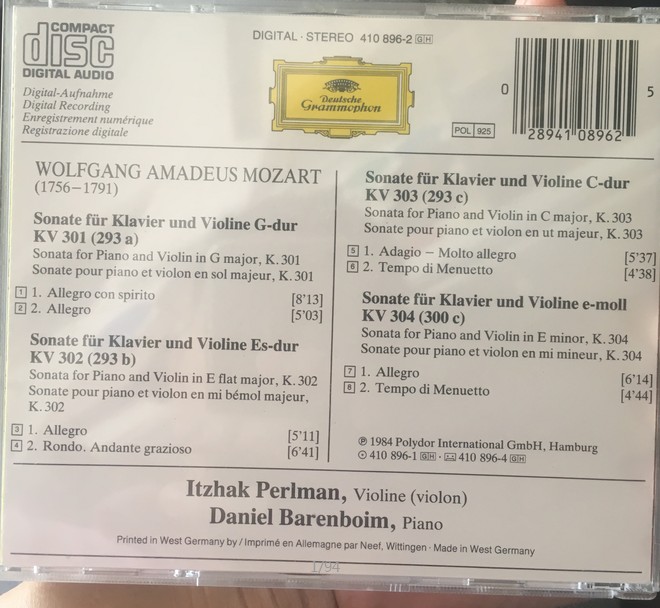 COMPACT
disc
DIGITAL AUDIO
DIGITAL · STEREO 410 896-2 GH
Deutsche
Grammophon
Digital-Aufnahme
Digital Recording
Enregistrement numérique
Registrazione digitale
POL 925
0 28941 08962 5
WOLFGANG AMADEUS MOZART
(1756–1791)
Sonate für Klavier und Violine G-dur
KV 301 (293 a)
Sonata for Piano and Violin in G major, K. 301
Sonate pour piano et violon en sol majeur, K. 301
1 1. Allegro con spirito [8'13]
2 2. Allegro [5'03]
Sonate für Klavier und Violine Es-dur
KV 302 (293 b)
Sonata for Piano and Violin in E flat major, K. 302
Sonate pour piano et violon en mi bémol majeur,
K. 302
3 1. Allegro [5'11]
4 2. Rondo. Andante grazioso [6'41]
Sonate für Klavier und Violine C-dur
KV 303 (293 c)
Sonata for Piano and Violin in C major, K. 303
Sonate pour piano et violon en ut majeur, K. 303
5 1. Adagio – Molto allegro [5'37]
6 2. Tempo di Menuetto [4'38]
Sonate für Klavier und Violine e-moll
KV 304 (300 c)
Sonata for Piano and Violin in E minor, K. 304
Sonate pour piano et violon en mi mineur, K. 304
7 1. Allegro [6'14]
8 2. Tempo di Menuetto [4'44]
℗ 1984 Polydor International GmbH, Hamburg
410 896-1 GH · 410 896-4 GH
Itzhak Perlman, Violine (violon)
Daniel Barenboim, Piano
Printed in West Germany by / Imprimé en Allemagne par Neef, Wittingen · Made in West Germany
1/94